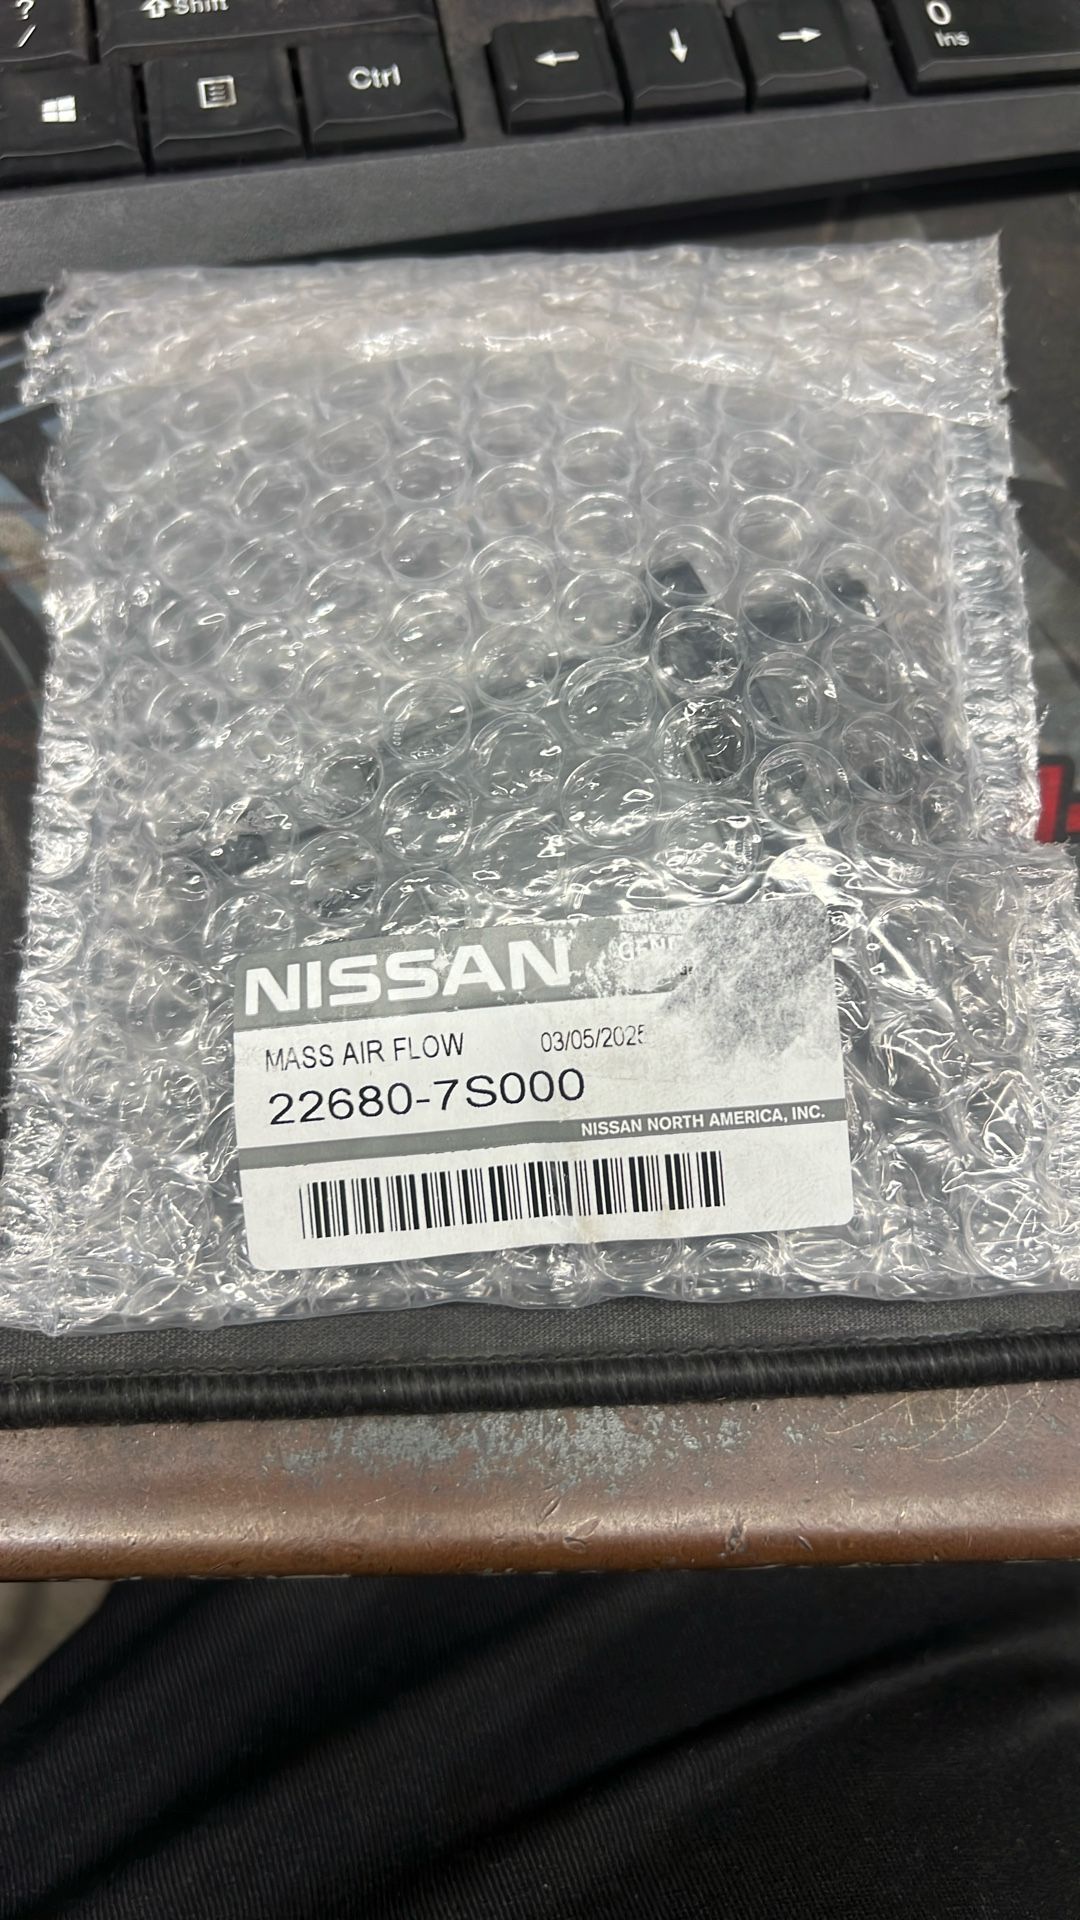 ?
/
⇧Shift
Ctrl
←
↓
→
0
Ins
NISSAN
MASS AIR FLOW 03/05/2025
22680-7S000
NISSAN NORTH AMERICA, INC.